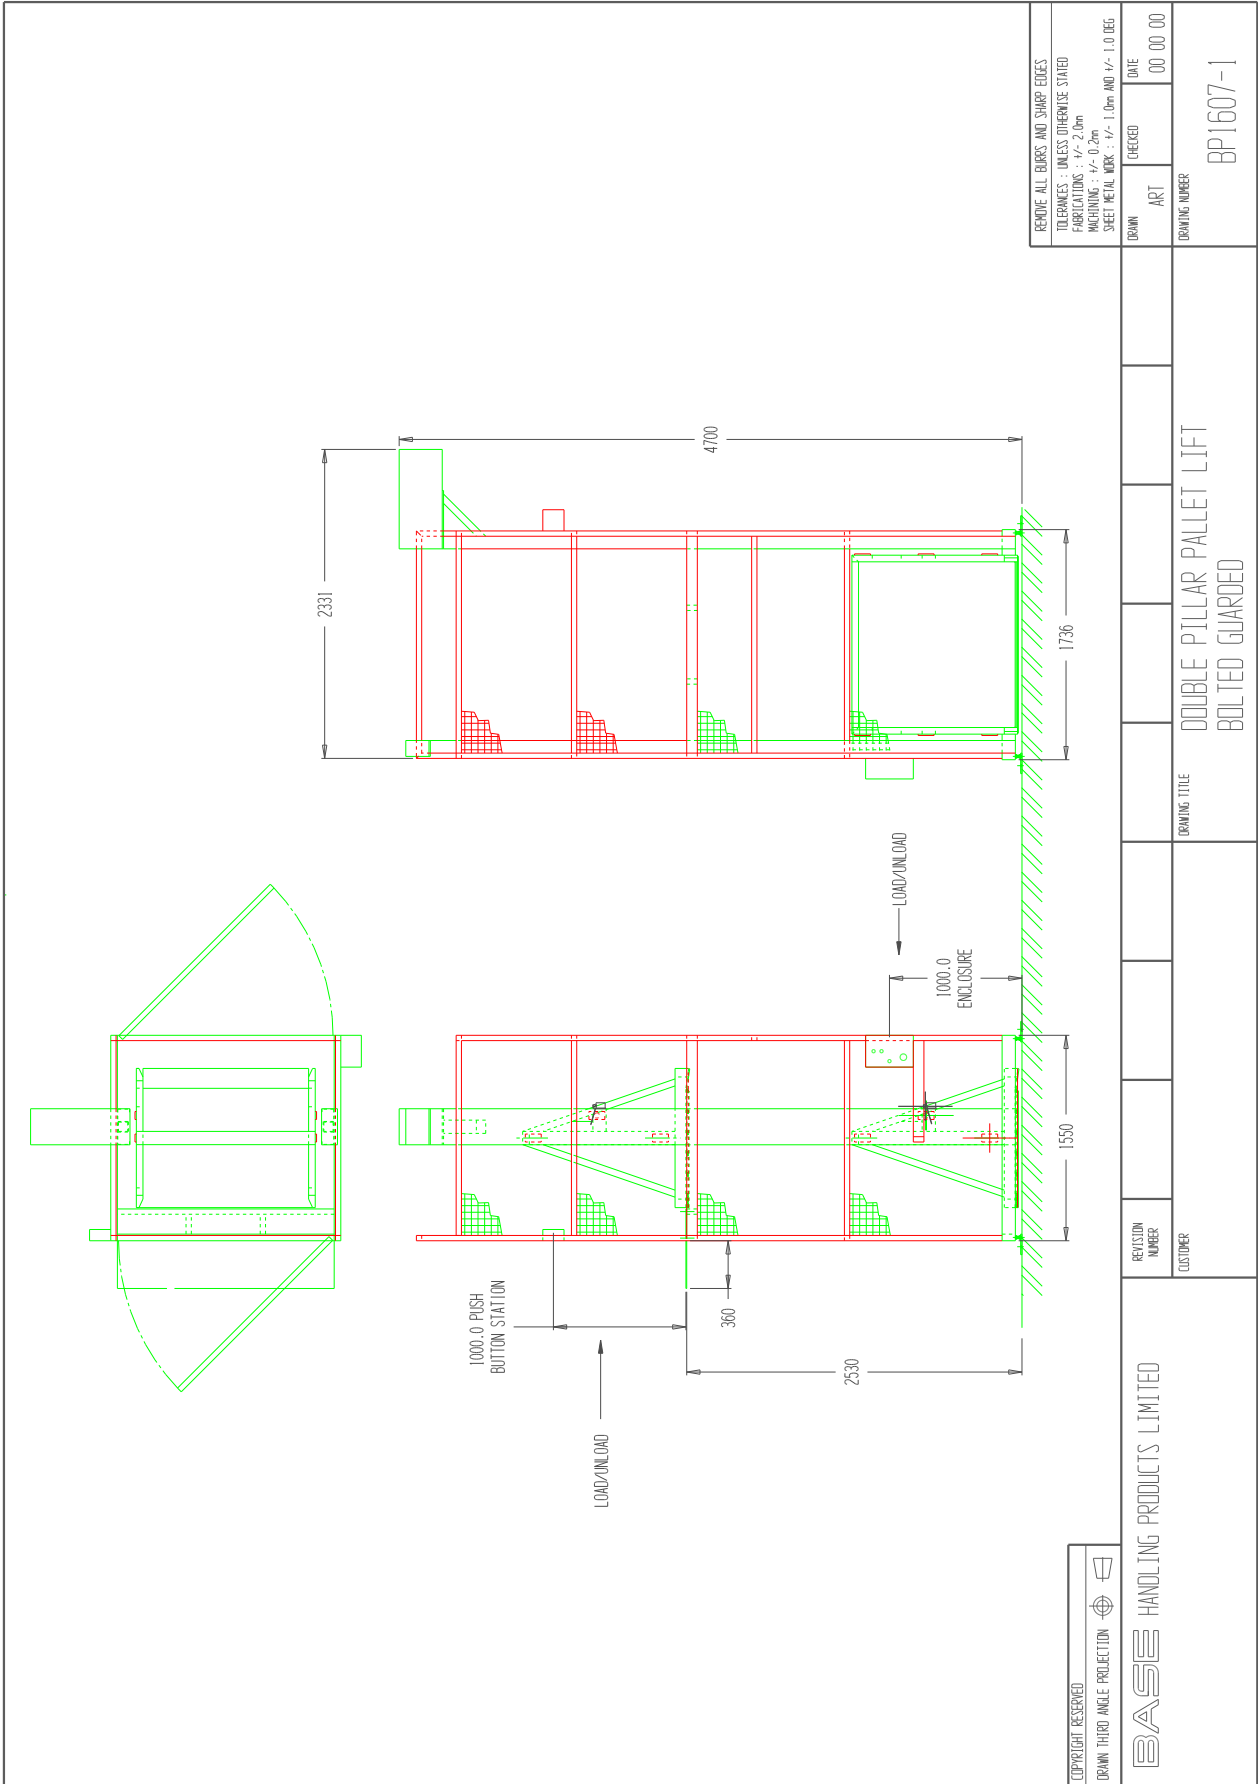 2331
4700
1736
1000.0 PUSH
BUTTON STATION
LOAD/UNLOAD
360
2530
1550
1000.0
ENCLOSURE
LOAD/UNLOAD
REMOVE ALL BURRS AND SHARP EDGES
TOLERANCES : UNLESS OTHERWISE STATED
FABRICATIONS : +/- 2.0mm
MACHINING : +/- 0.2mm
SHEET METAL WORK : +/- 1.0mm AND +/- 1.0 DEG
COPYRIGHT RESERVED
DRAWN THIRD ANGLE PROJECTION
BASE HANDLING PRODUCTS LIMITED
REVISION
NUMBER
CUSTOMER
DRAWING TITLE
DOUBLE PILLAR PALLET LIFT
BOLTED GUARDED
DRAWN
ART
CHECKED
DATE
00 00 00
DRAWING NUMBER
BP1607-1